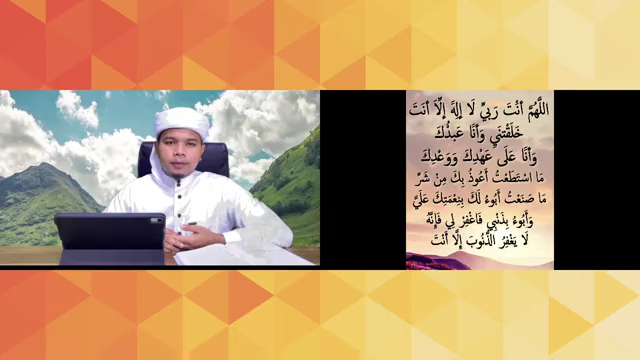 اللَّهُمَّ أَنْتَ رَبِّي لَا إِلَهَ إِلَّا أَنْتَ
خَلَقْتَنِي وَأَنَا عَبْدُكَ
وَأَنَا عَلَى عَهْدِكَ وَوَعْدِكَ
مَا اسْتَطَعْتُ أَعُوذُ بِكَ مِنْ شَرِّ
مَا صَنَعْتُ أَبُوءُ لَكَ بِنِعْمَتِكَ عَلَيَّ
وَأَبُوءُ بِذَنْبِي فَاغْفِرْ لِي فَإِنَّهُ
لَا يَغْفِرُ الذُّنُوبَ إِلَّا أَنْتَ